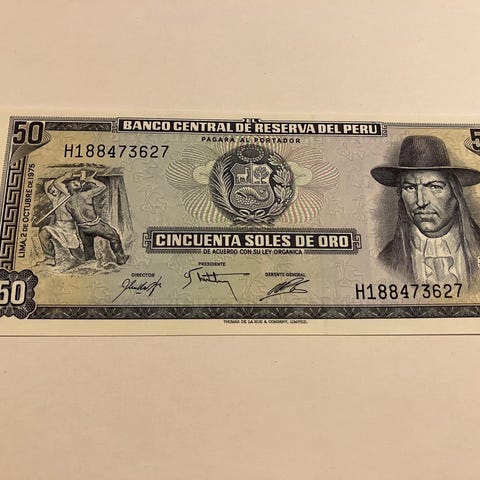 50
BANCO CENTRAL DE RESERVA DEL PERU
PAGARA AL PORTADOR
H188473627
LIMA, 2 DE OCTUBRE DE 1975
CINCUENTA SOLES DE ORO
DE ACUERDO CON SU LEY ORGANICA
DIRECTOR
PRESIDENTE
GERENTE GENERAL
50
H188473627
THOMAS DE LA RUE & COMPANY, LIMITED.